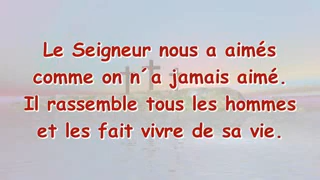 Le Seigneur nous a aimés
comme on n´a jamais aimé.
Il rassemble tous les hommes
et les fait vivre de sa vie.